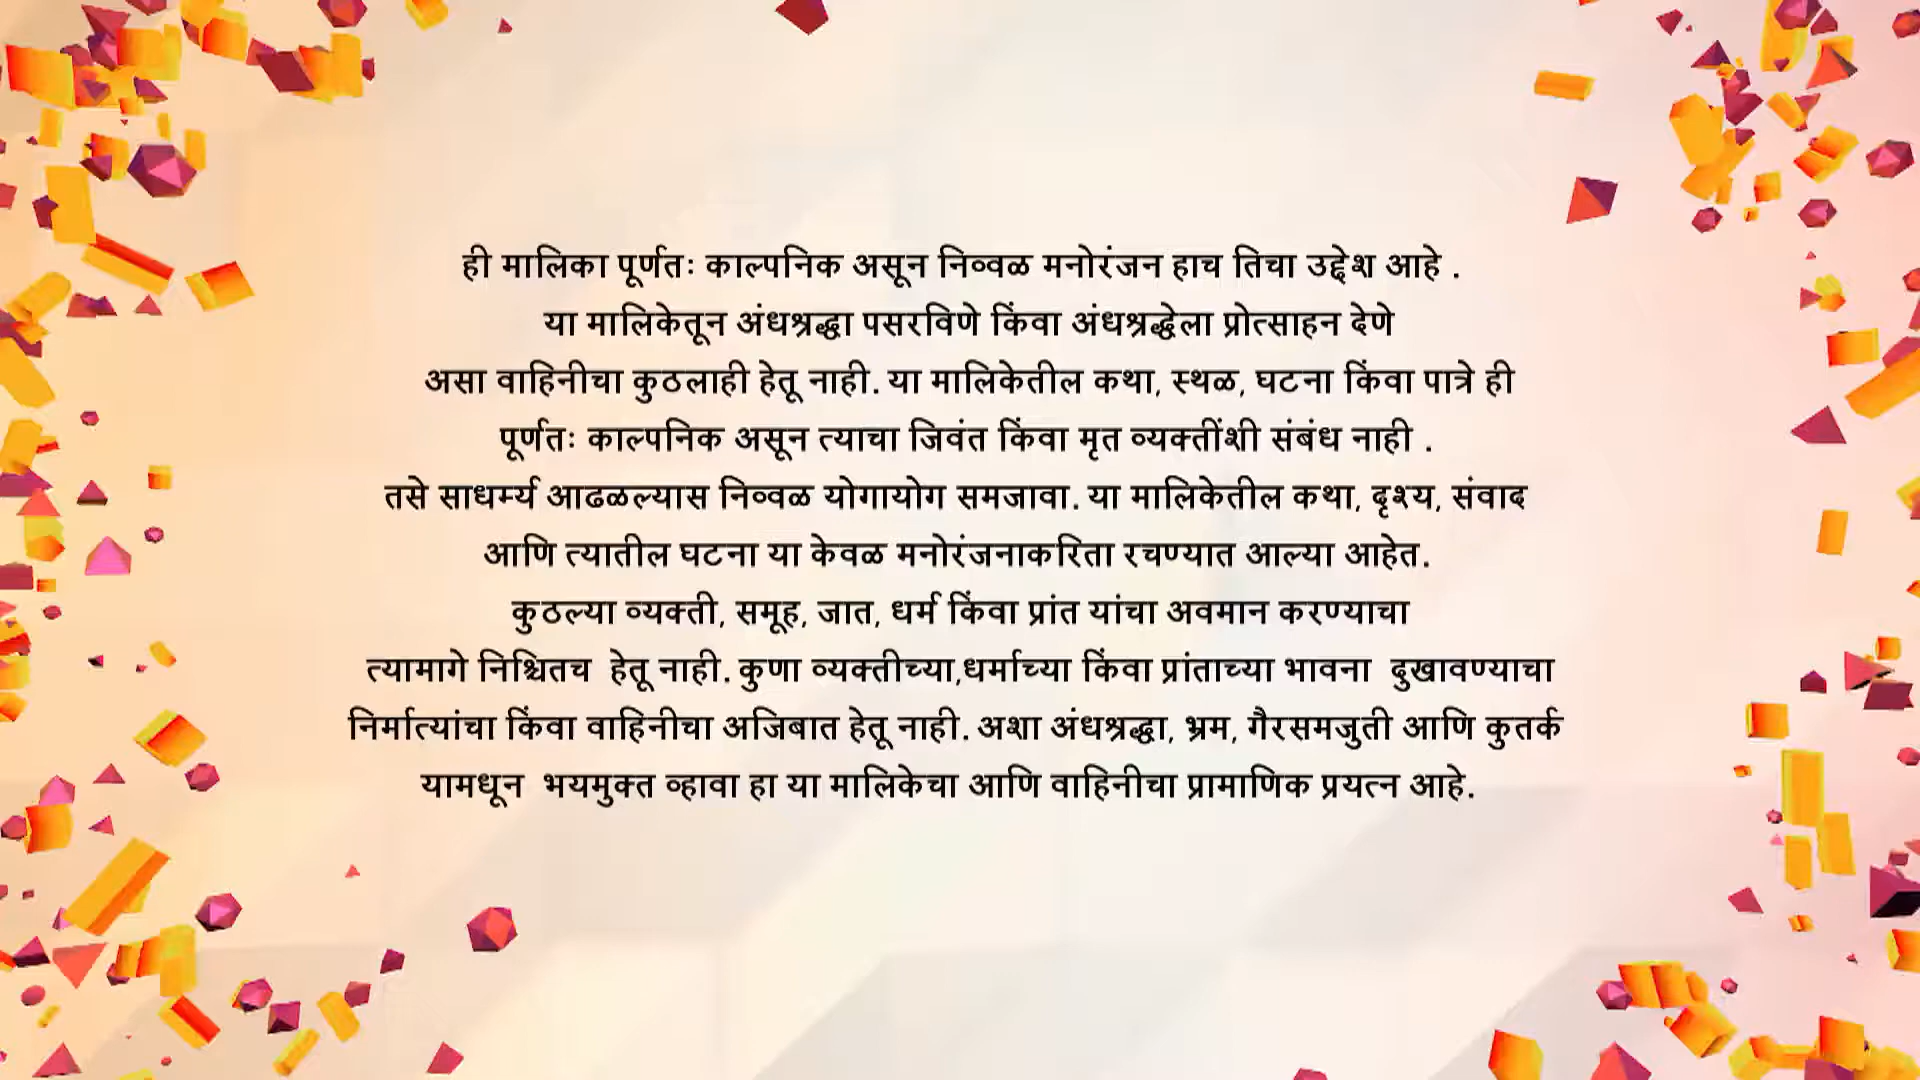 ही मालिका पूर्णतः काल्पनिक असून निव्वळ मनोरंजन हाच तिचा उद्देश आहे .
या मालिकेतून अंधश्रद्धा पसरविणे किंवा अंधश्रद्धेला प्रोत्साहन देणे
असा वाहिनीचा कुठलाही हेतू नाही. या मालिकेतील कथा, स्थळ, घटना किंवा पात्रे ही
पूर्णतः काल्पनिक असून त्याचा जिवंत किंवा मृत व्यक्तींशी संबंध नाही .
तसे साधर्म्य आढळल्यास निव्वळ योगायोग समजावा. या मालिकेतील कथा, दृश्य, संवाद
आणि त्यातील घटना या केवळ मनोरंजनाकरिता रचण्यात आल्या आहेत.
कुठल्या व्यक्ती, समूह, जात, धर्म किंवा प्रांत यांचा अवमान करण्याचा
त्यामागे निश्चितच  हेतू नाही. कुणा व्यक्तीच्या,धर्माच्या किंवा प्रांताच्या भावना  दुखावण्याचा
निर्मात्यांचा किंवा वाहिनीचा अजिबात हेतू नाही. अशा अंधश्रद्धा, भ्रम, गैरसमजुती आणि कुतर्क
यामधून  भयमुक्त व्हावा हा या मालिकेचा आणि वाहिनीचा प्रामाणिक प्रयत्न आहे.